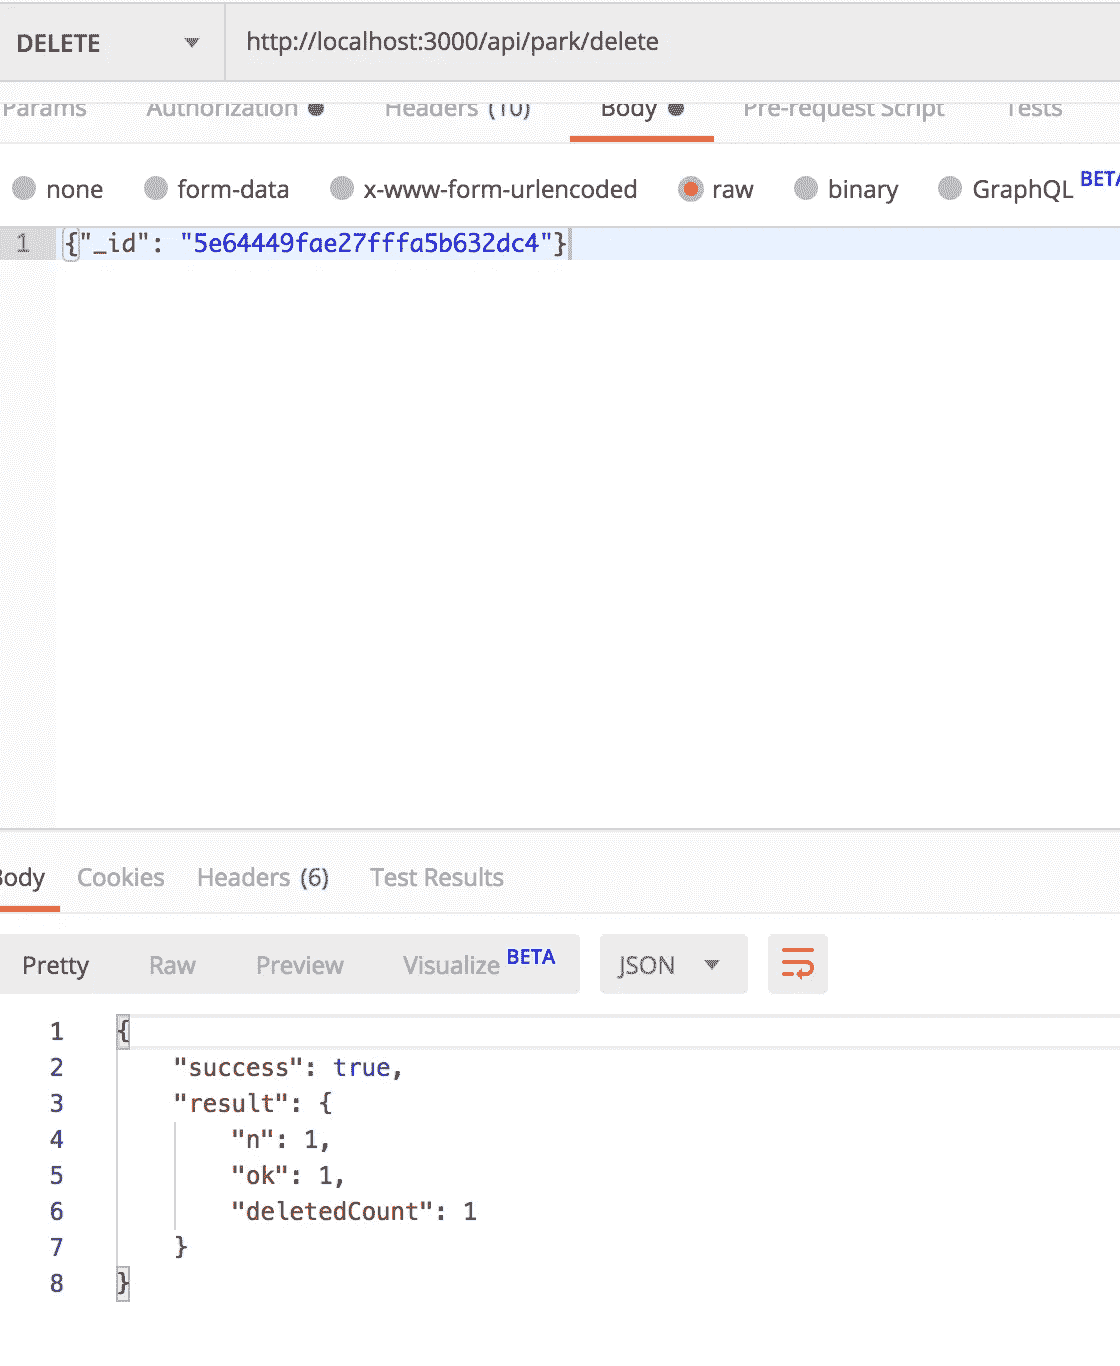 DELETE http://localhost:3000/api/park/delete
Params Authorization Headers (10) Body Pre-request Script Tests
none form-data x-www-form-urlencoded raw binary GraphQL BETA
1 {"_id": "5e64449fae27fffa5b632dc4"}
Body Cookies Headers (6) Test Results
Pretty Raw Preview Visualize BETA JSON
1 {
2 "success": true,
3 "result": {
4 "n": 1,
5 "ok": 1,
6 "deletedCount": 1
7 }
8 }